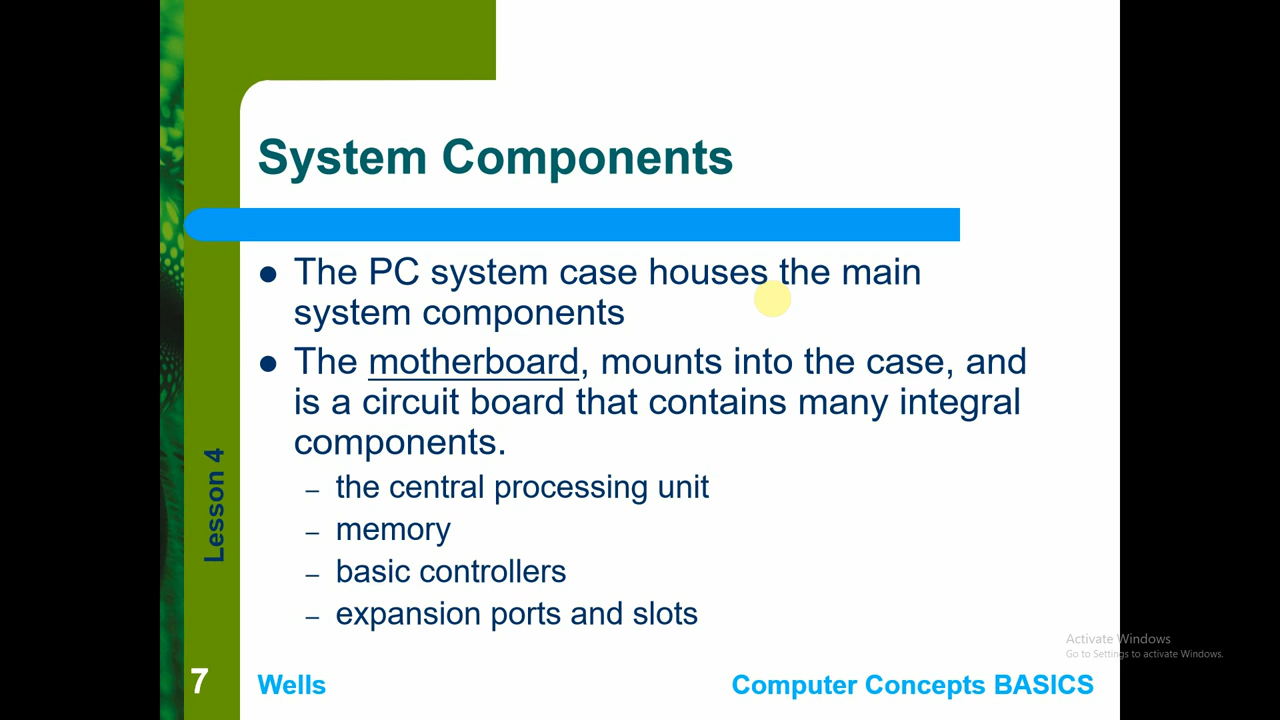 System Components
● The PC system case houses the main
system components
● The motherboard, mounts into the case, and
is a circuit board that contains many integral
components.
– the central processing unit
– memory
– basic controllers
– expansion ports and slots
Lesson 4
7
Wells
Computer Concepts BASICS
Activate Windows
Go to Settings to activate Windows.